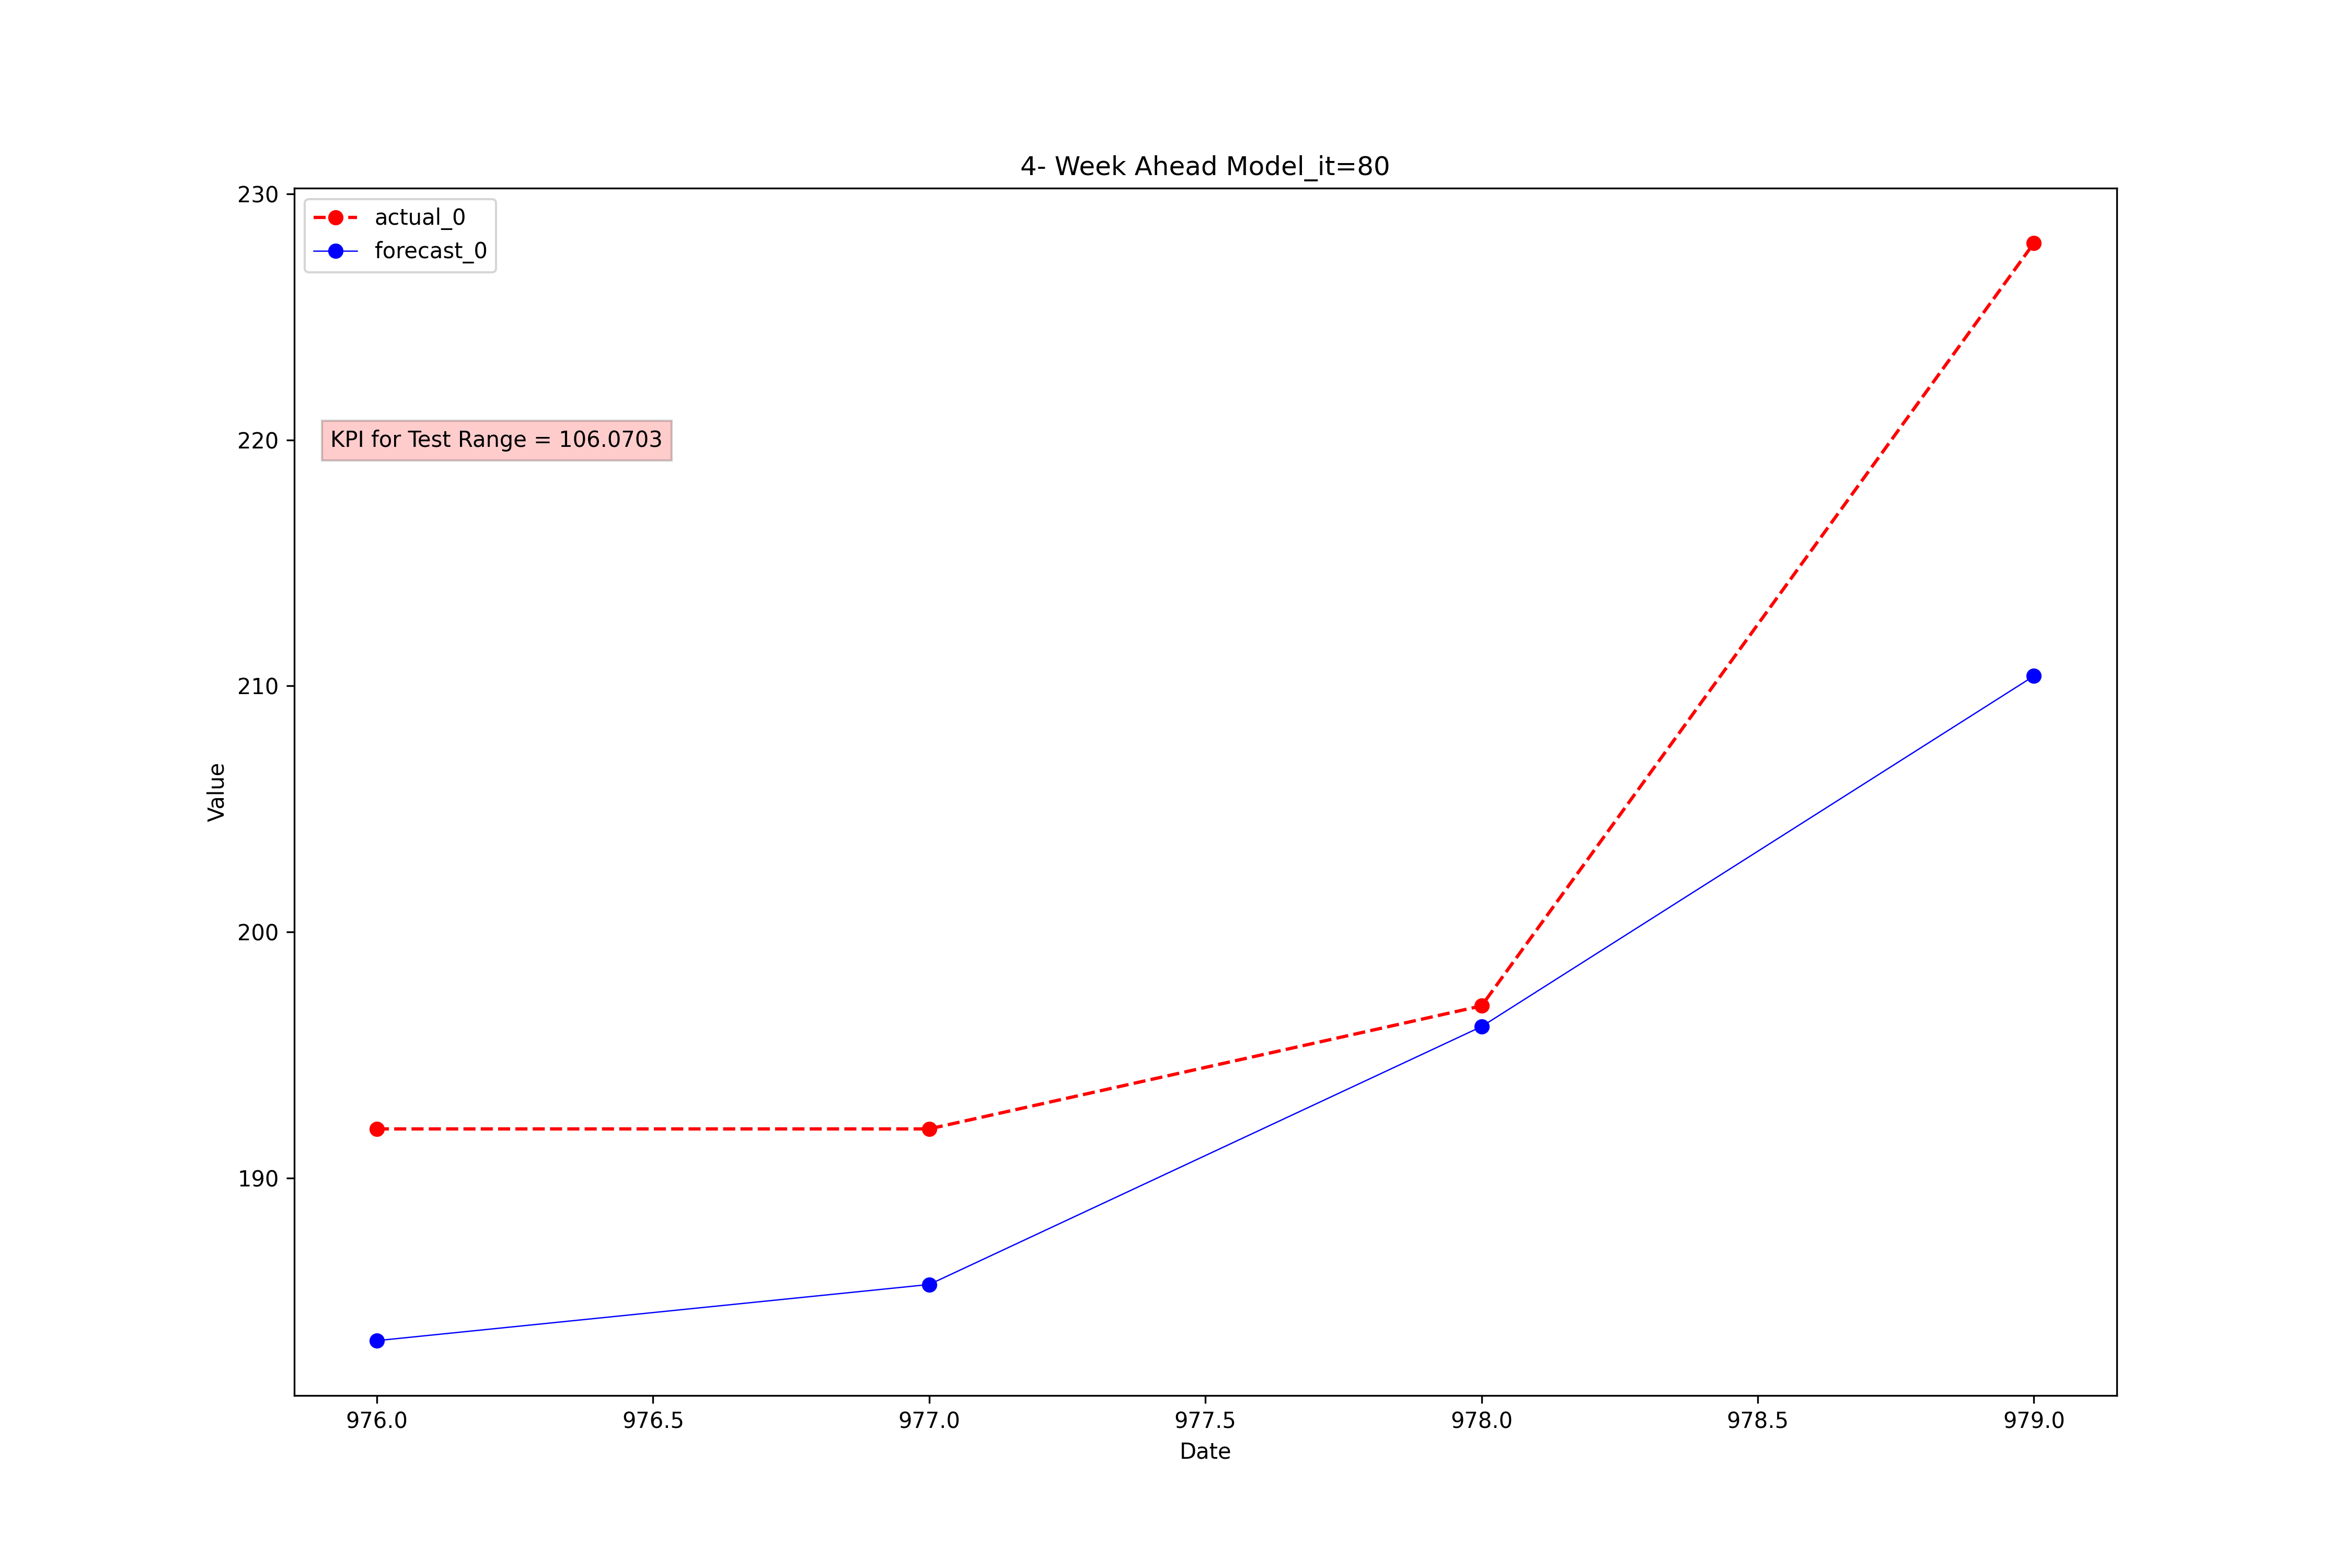 4- Week Ahead Model_it=80
actual_0
forecast_0
KPI for Test Range = 106.0703
230
220
210
200
190
Value
976.0 976.5 977.0 977.5 978.0 978.5 979.0
Date